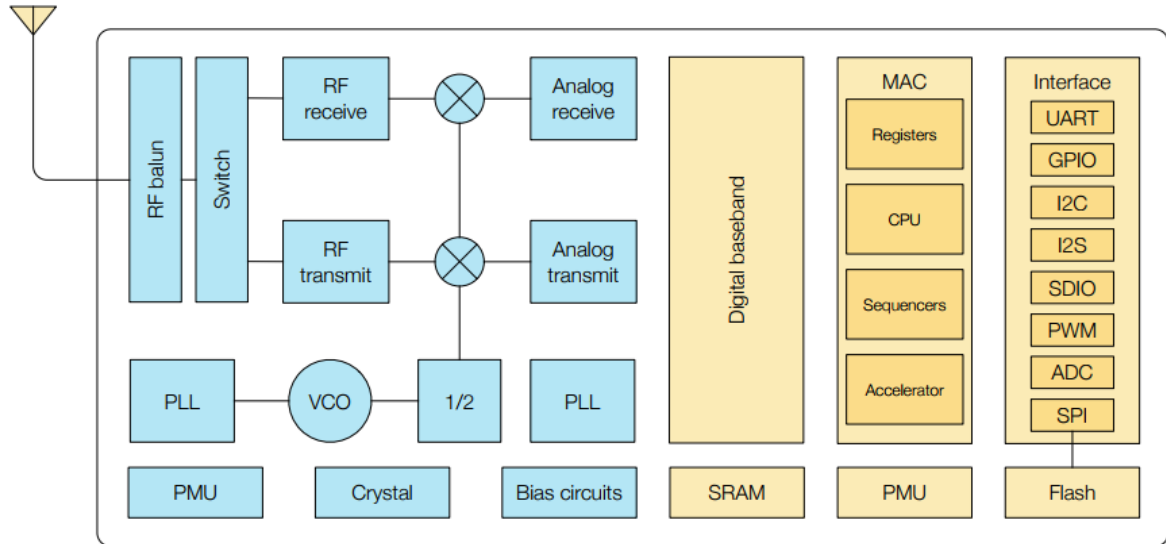 RF balun
Switch
RF
receive
Analog
receive
RF
transmit
Analog
transmit
PLL
VCO
1/2
PLL
PMU
Crystal
Bias circuits
Digital baseband
SRAM
MAC
Registers
CPU
Sequencers
Accelerator
PMU
Interface
UART
GPIO
I2C
I2S
SDIO
PWM
ADC
SPI
Flash